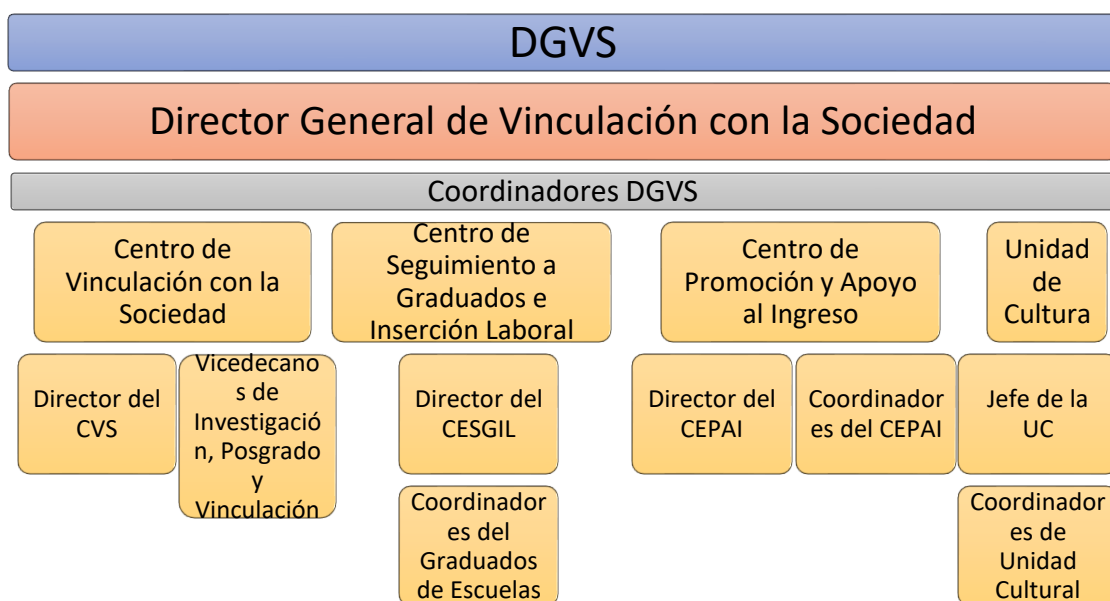 DGVS
Director General de Vinculación con la Sociedad
Coordinadores DGVS
Centro de
Vinculación con la
Sociedad
Centro de
Seguimiento a
Graduados e
Inserción Laboral
Centro de
Promoción y Apoyo
al Ingreso
Unidad
de
Cultura
Director del
CVS
Vicedecano
s de
Investigació
n, Posgrado
y
Vinculación
Director del
CESGIL
Director del
CEPAI
Coordinador
es del CEPAI
Jefe de la
UC
Coordinador
es del
Graduados
de Escuelas
Coordinador
es de
Unidad
Cultural